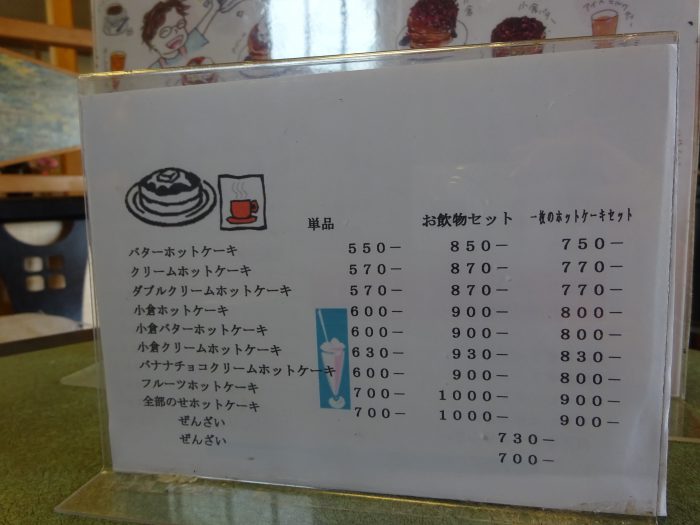 単品 お飲物セット 一枚のホットケーキセット
バターホットケーキ 550− 850− 750−
クリームホットケーキ 570− 870− 770−
ダブルクリームホットケーキ 570− 870− 770−
小倉ホットケーキ 600− 900− 800−
小倉バターホットケーキ 600− 900− 800−
小倉クリームホットケーキ 630− 930− 830−
バナナチョコクリームホットケーキ 600− 900− 800−
フルーツホットケーキ 700− 1000− 900−
全部のせホットケーキ 700− 1000− 900−
ぜんざい 730−
ぜんざい 700−